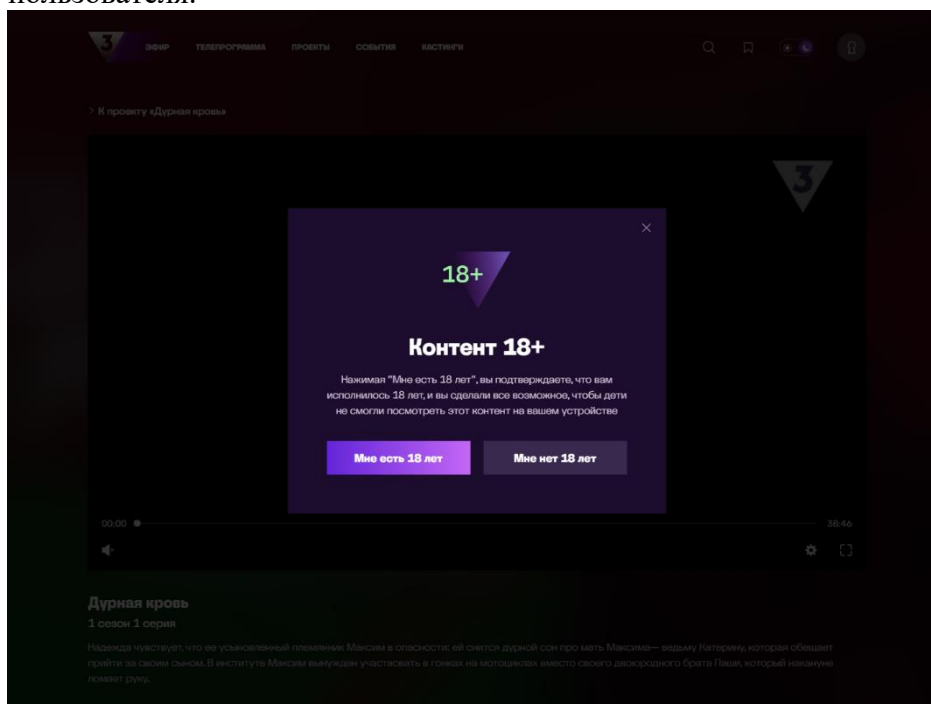 пользователя.
3 ЭФИР ТЕЛЕПРОГРАММА ПРОЕКТЫ СОБЫТИЯ КАСТИНГИ
> К проекту «Дурная кровь»
3
18+
Контент 18+
Нажимая "Мне есть 18 лет", вы подтверждаете, что вам
исполнилось 18 лет, и вы сделали все возможное, чтобы дети
не смогли посмотреть этот контент на вашем устройстве
Мне есть 18 лет Мне нет 18 лет
00:00 38:46
Дурная кровь
1 сезон 1 серия
Надежда чувствует, что ее усыновленный племянник Максим в опасности: ей снится дурной сон про мать Максима— ведьму Катерину, которая обещает
прийти за своим сыном. В институте Максим вынужден участвовать в гонках на мотоциклах вместо своего двоюродного брата Паши, который накануне
ломает руку.